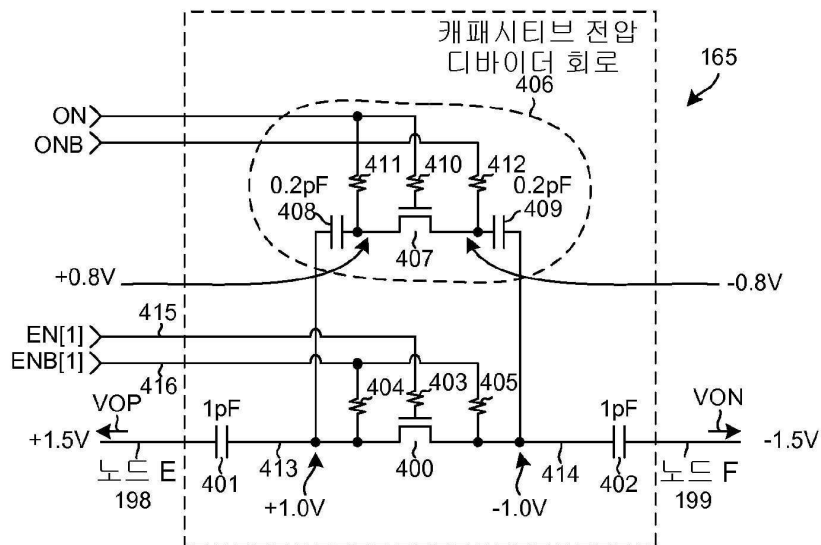 캐패시티브 전압
디바이더 회로
165
406
ON
ONB
411 410 412
0.2pF 0.2pF
408 409
407
+0.8V -0.8V
415
EN[1]
ENB[1]
416
404 403 405
VOP 1pF 1pF VON
+1.5V -1.5V
노드 E 413 400 414 노드 F
198 401 402 199
+1.0V -1.0V